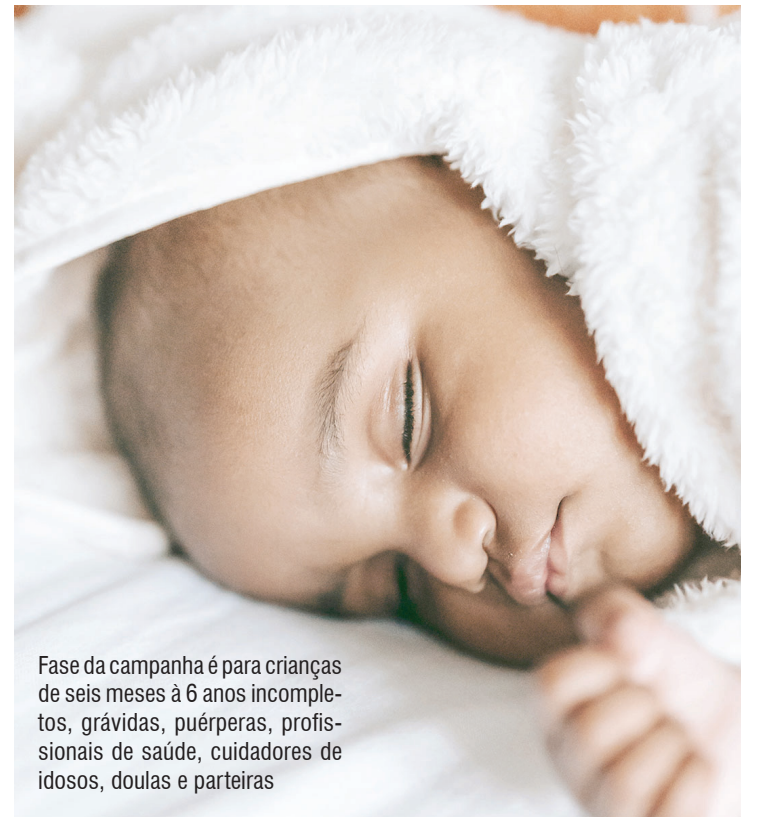 Fase da campanha é para crianças
de seis meses à 6 anos incomple-
tos, grávidas, puérperas, profis-
sionais de saúde, cuidadores de
idosos, doulas e parteiras